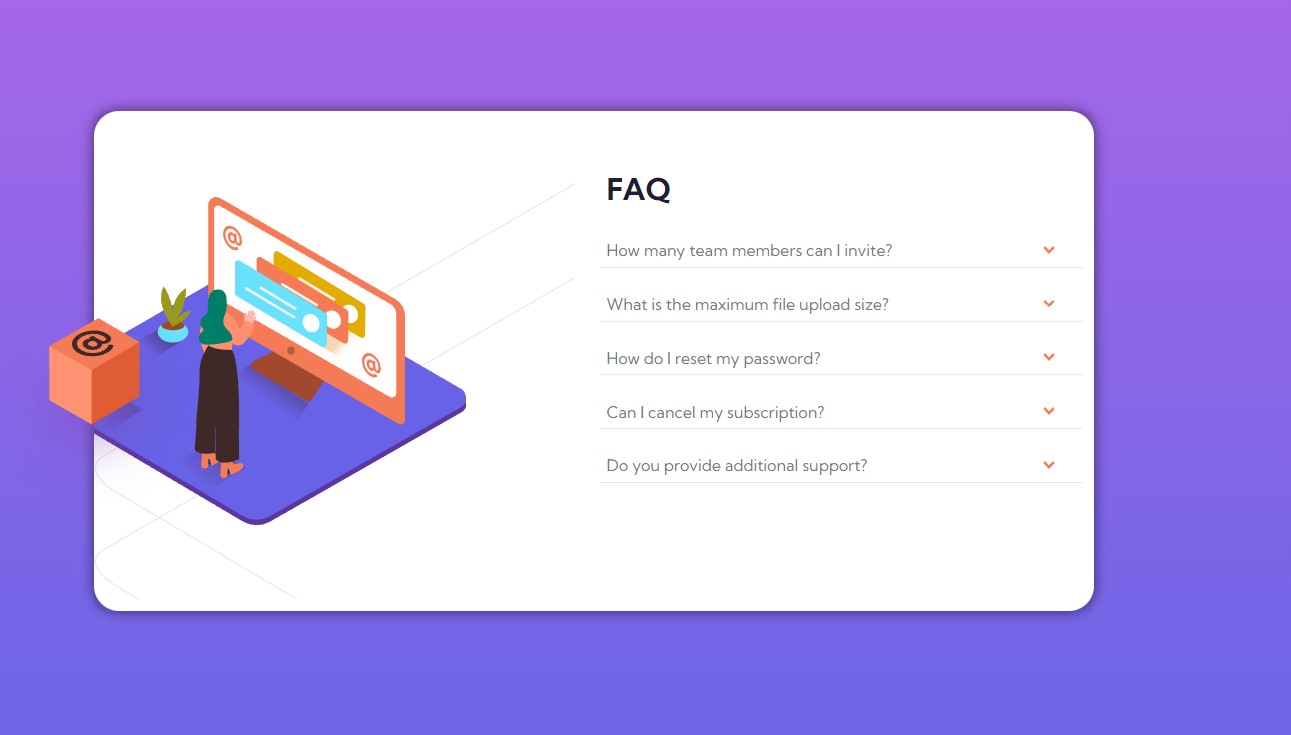 @
@
@
FAQ
How many team members can I invite?
What is the maximum file upload size?
How do I reset my password?
Can I cancel my subscription?
Do you provide additional support?